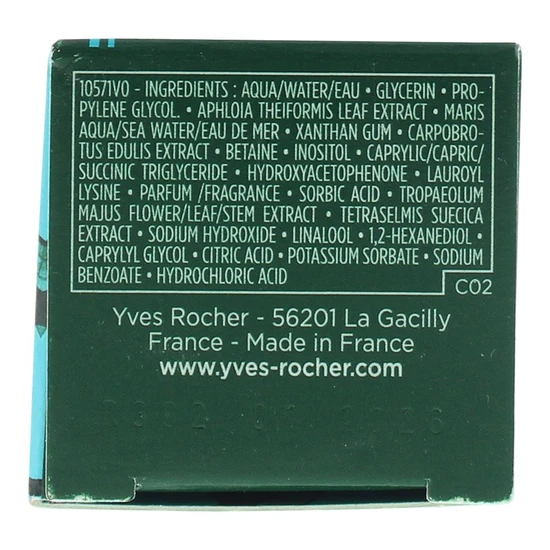 10571V0 - INGREDIENTS : AQUA/WATER/EAU • GLYCERIN • PRO-
PYLENE GLYCOL. • APHLOIA THEIFORMIS LEAF EXTRACT • MARIS
AQUA/SEA WATER/EAU DE MER • XANTHAN GUM • CARPOBRO-
TUS EDULIS EXTRACT • BETAINE • INOSITOL • CAPRYLIC/CAPRIC/
SUCCINIC TRIGLYCERIDE • HYDROXYACETOPHENONE • LAUROYL
LYSINE • PARFUM /FRAGRANCE • SORBIC ACID • TROPAEOLUM
MAJUS FLOWER/LEAF/STEM EXTRACT • TETRASELMIS SUECICA
EXTRACT • SODIUM HYDROXIDE • LINALOOL • 1,2-HEXANEDIOL •
CAPRYLYL GLYCOL • CITRIC ACID • POTASSIUM SORBATE • SODIUM
BENZOATE • HYDROCHLORIC ACID
C02
Yves Rocher - 56201 La Gacilly
France - Made in France
www.yves-rocher.com